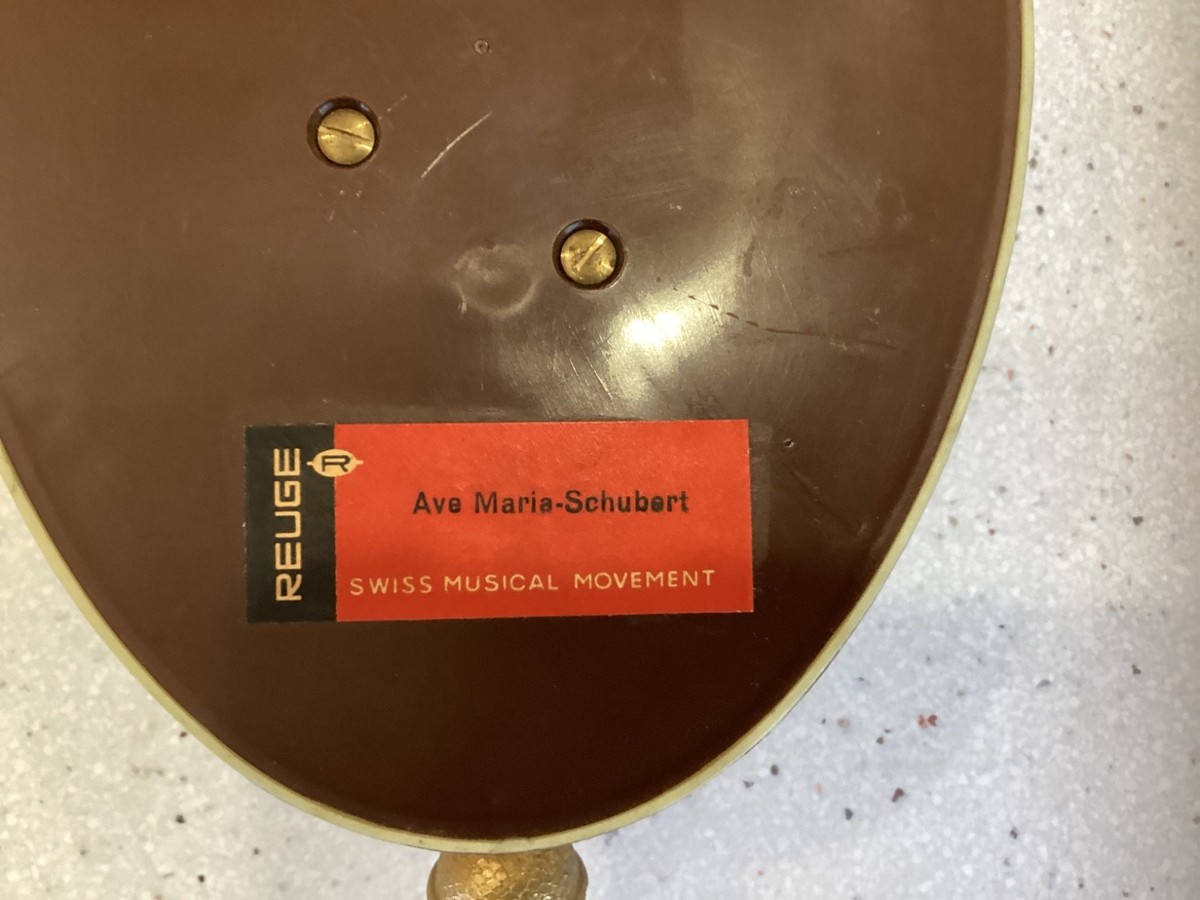 REUGE
R
Ave Maria-Schubert
SWISS MUSICAL MOVEMENT